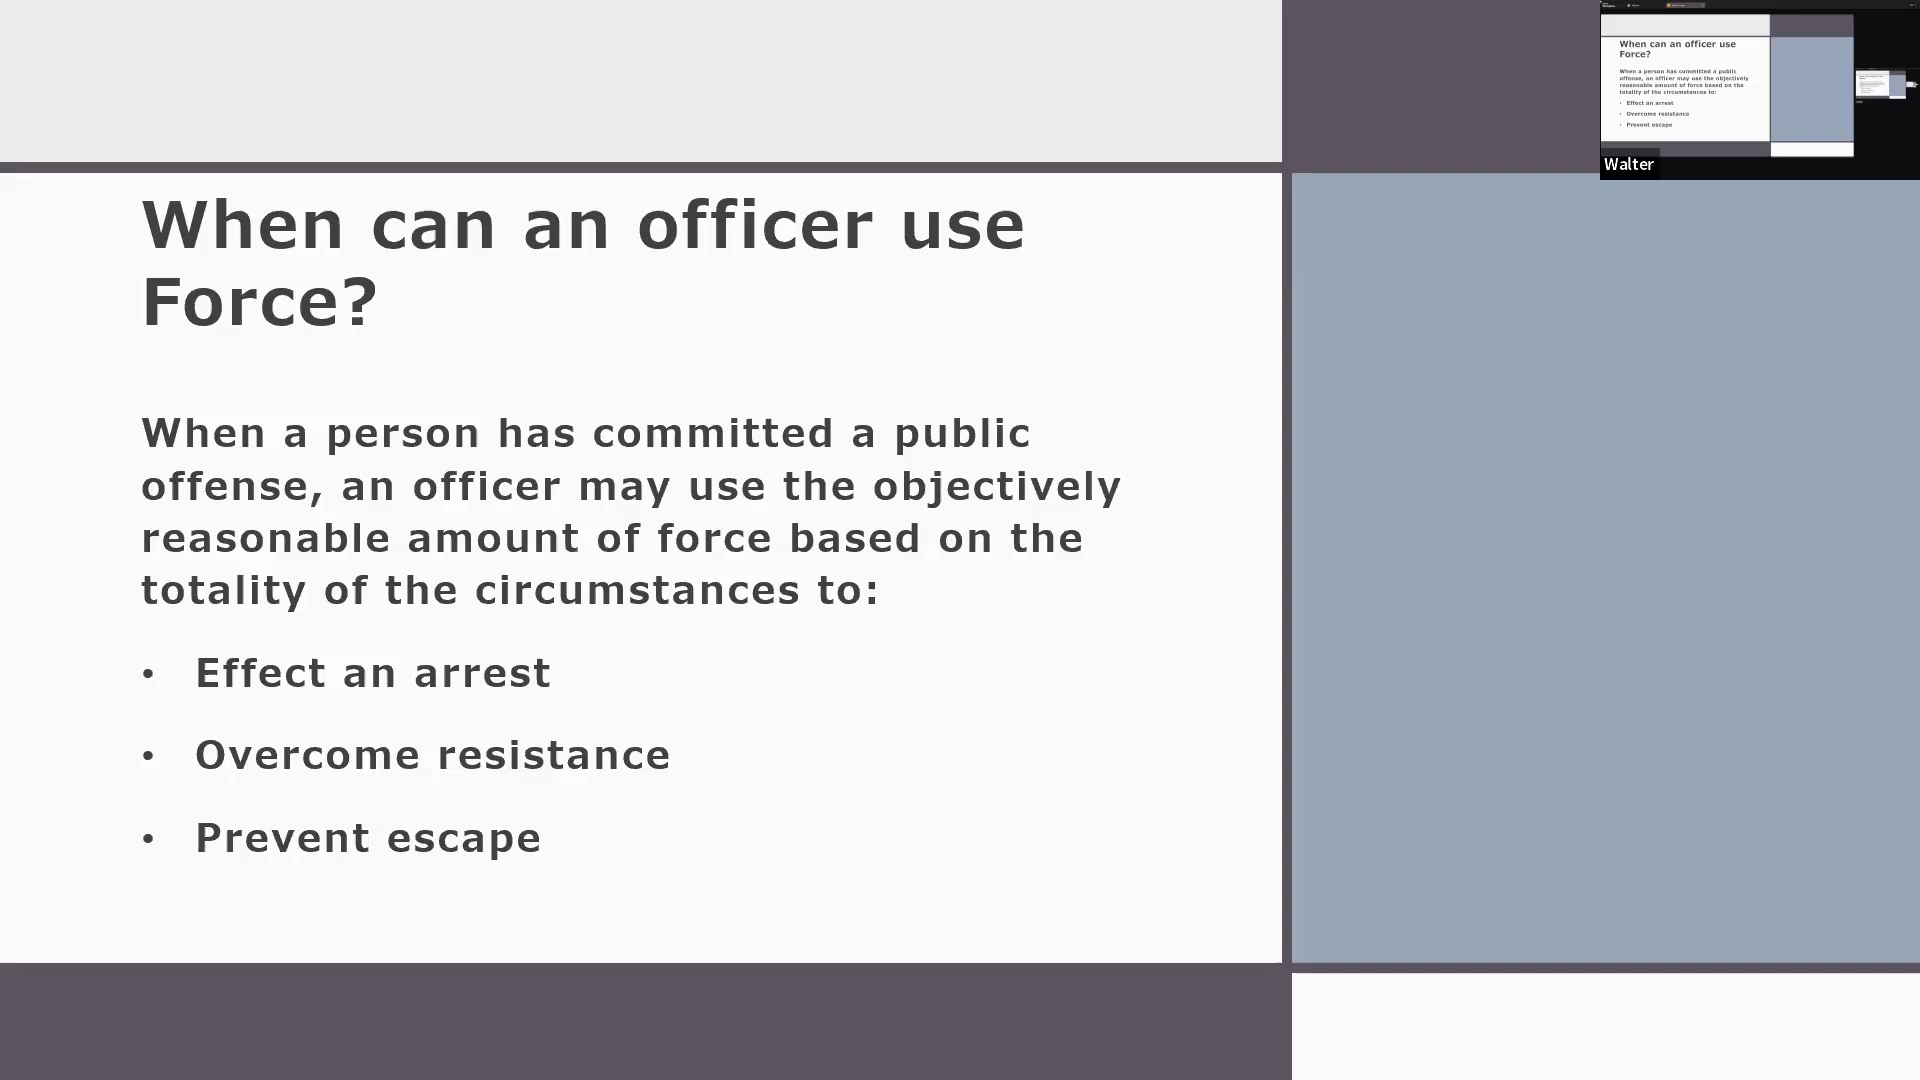 When can an officer use
Force?
When a person has committed a public
offense, an officer may use the objectively
reasonable amount of force based on the
totality of the circumstances to:
• Effect an arrest
• Overcome resistance
• Prevent escape
When can an officer use
Force?
When a person has committed a public
offense, an officer may use the objectively
reasonable amount of force based on the
totality of the circumstances to:
• Effect an arrest
• Overcome resistance
• Prevent escape
Walter